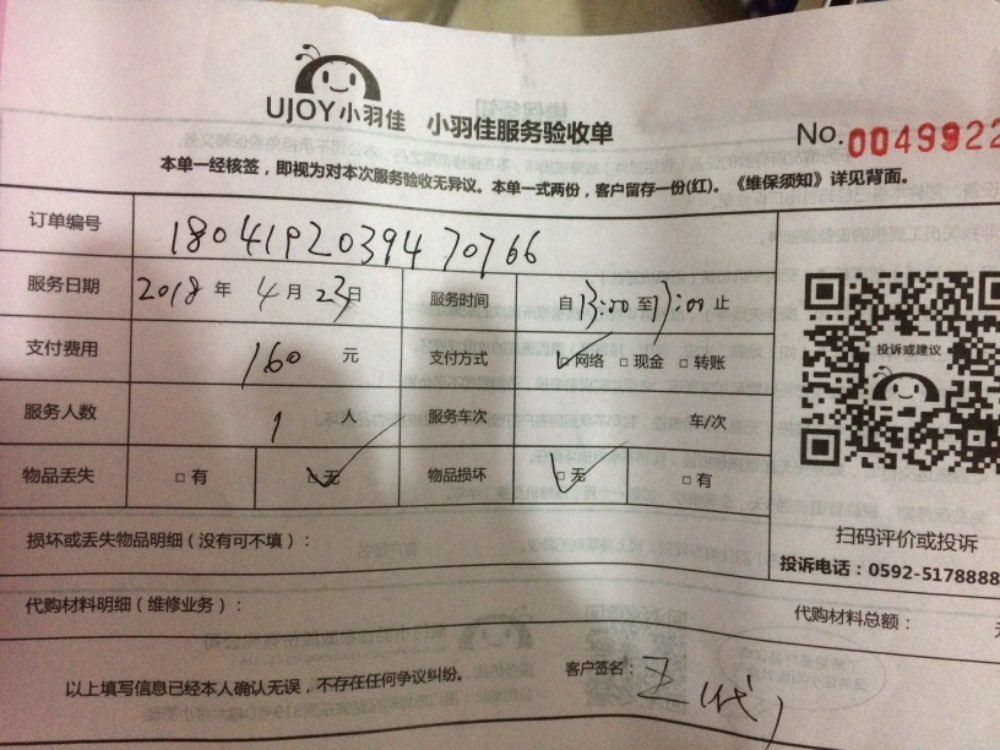 UJOY小羽佳 小羽佳服务验收单
No. 0049922
本单一经核签，即视为对本次服务验收无异议。本单一式两份，客户留存一份(红)。《维保须知》详见背面。
订单编号 18041920394 70766
服务日期 2018 年 4 月 23日 服务时间 自 13:00 至 17:00 止
支付费用 160 元 支付方式 网络 现金 转账
服务人数 1 人 服务车次 车/次
物品丢失 有 无 物品损坏 无 有
投诉或建议
扫码评价或投诉
投诉电话：0592-5178888
损坏或丢失物品明细（没有可不填）：
代购材料明细（维修业务）：
代购材料总额：
以上填写信息已经本人确认无误，不存在任何争议纠纷。
客户签名：王(代)